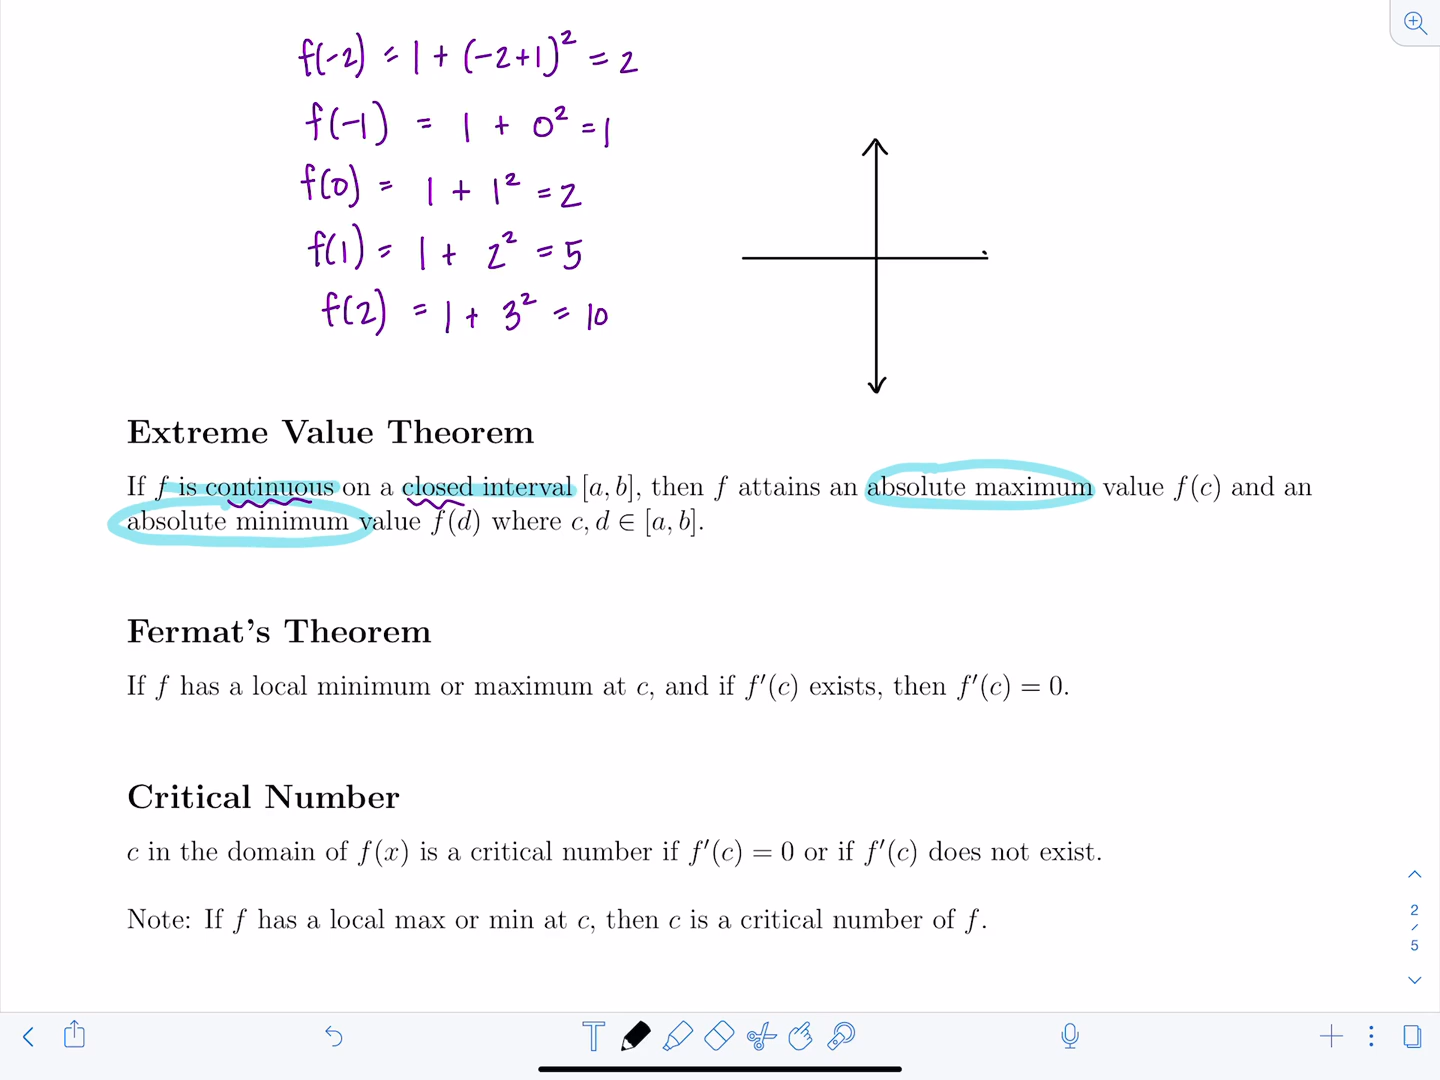 f(-2) = 1 + (-2+1)² = 2
f(-1) = 1 + 0² = 1
f(0) = 1 + 1² = 2
f(1) = 1 + 2² = 5
f(2) = 1 + 3² = 10
Extreme Value Theorem
If f is continuous on a closed interval [a, b], then f attains an absolute maximum value f(c) and an
absolute minimum value f(d) where c, d ∈ [a, b].
Fermat's Theorem
If f has a local minimum or maximum at c, and if f′(c) exists, then f′(c) = 0.
Critical Number
c in the domain of f(x) is a critical number if f′(c) = 0 or if f′(c) does not exist.
Note: If f has a local max or min at c, then c is a critical number of f.
2
/
5
T